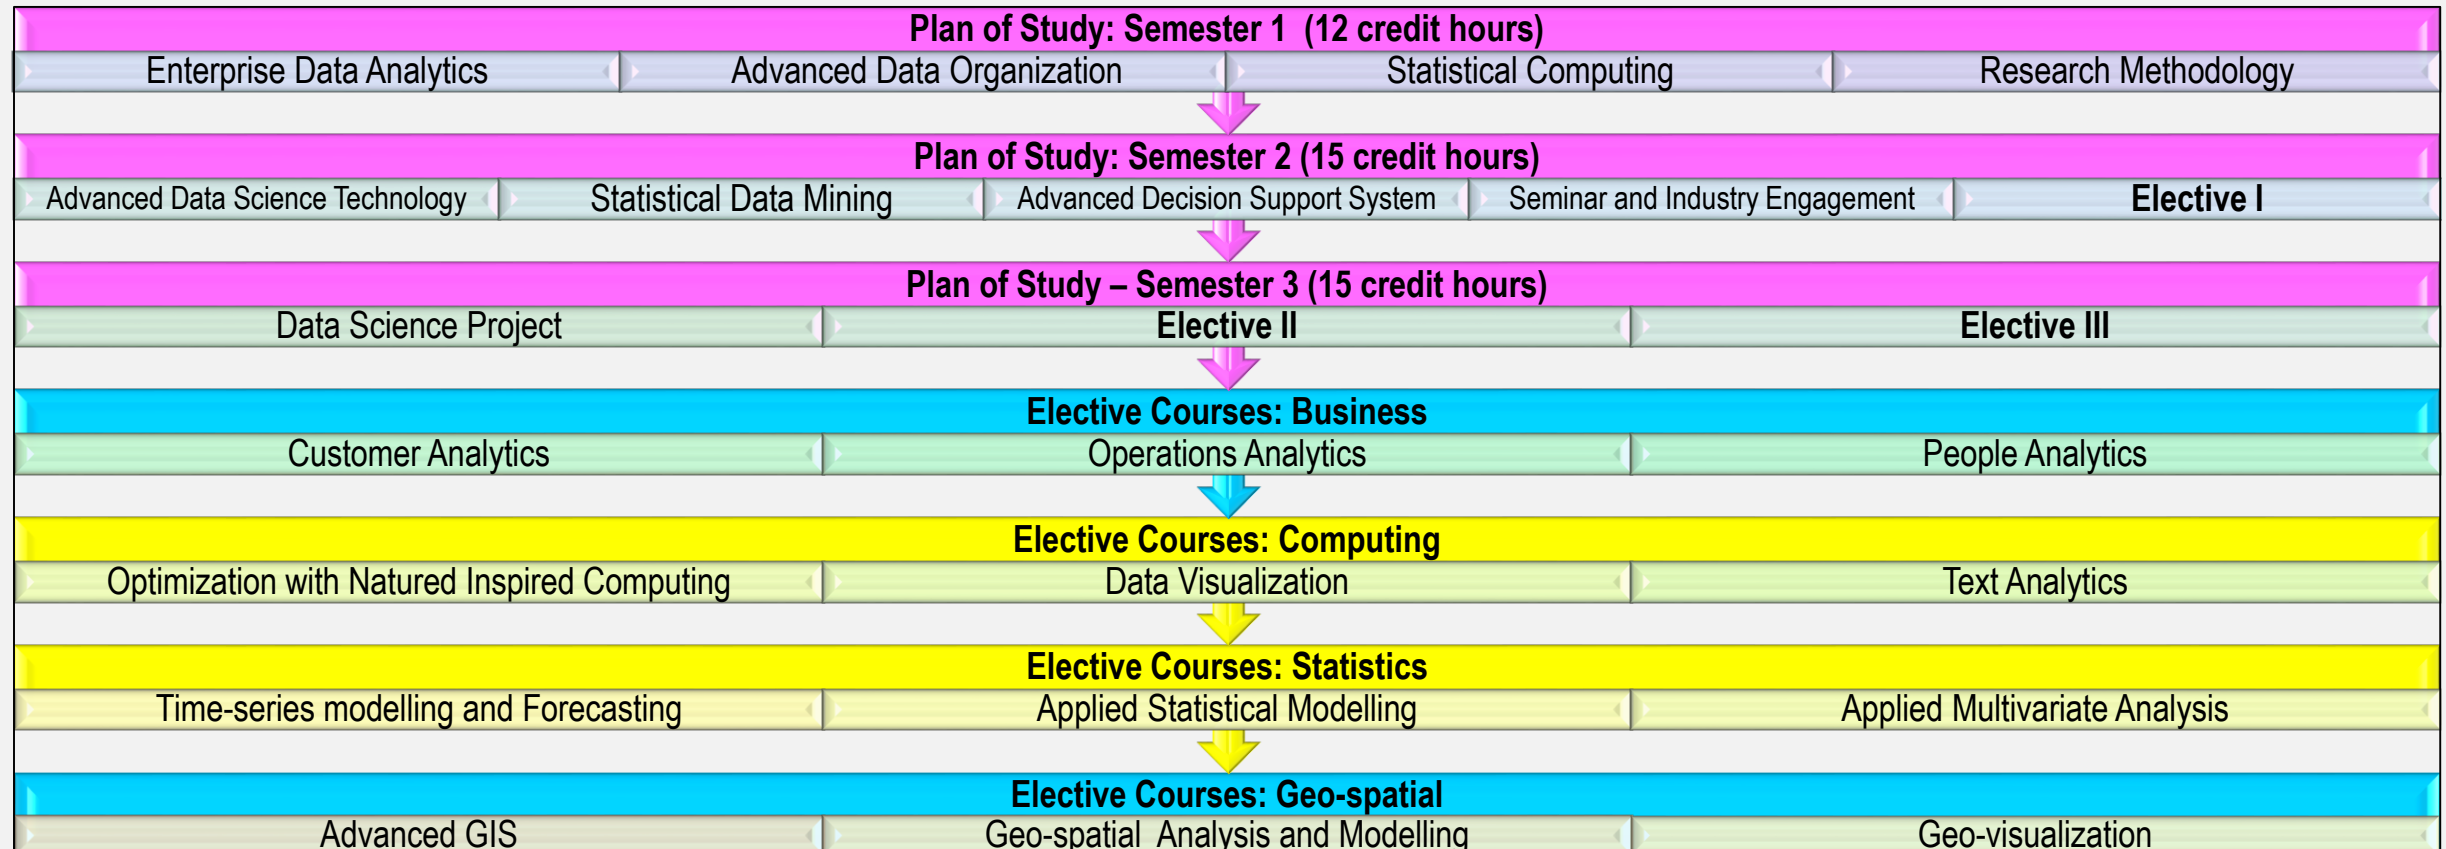 Plan of Study: Semester 1  (12 credit hours)
Enterprise Data Analytics
Advanced Data Organization
Statistical Computing
Research Methodology
Plan of Study: Semester 2 (15 credit hours)
Advanced Data Science Technology
Statistical Data Mining
Advanced Decision Support System
Seminar and Industry Engagement
Elective I
Plan of Study – Semester 3 (15 credit hours)
Data Science Project
Elective II
Elective III
Elective Courses: Business
Customer Analytics
Operations Analytics
People Analytics
Elective Courses: Computing
Optimization with Natured Inspired Computing
Data Visualization
Text Analytics
Elective Courses: Statistics
Time-series modelling and Forecasting
Applied Statistical Modelling
Applied Multivariate Analysis
Elective Courses: Geo-spatial
Advanced GIS
Geo-spatial  Analysis and Modelling
Geo-visualization